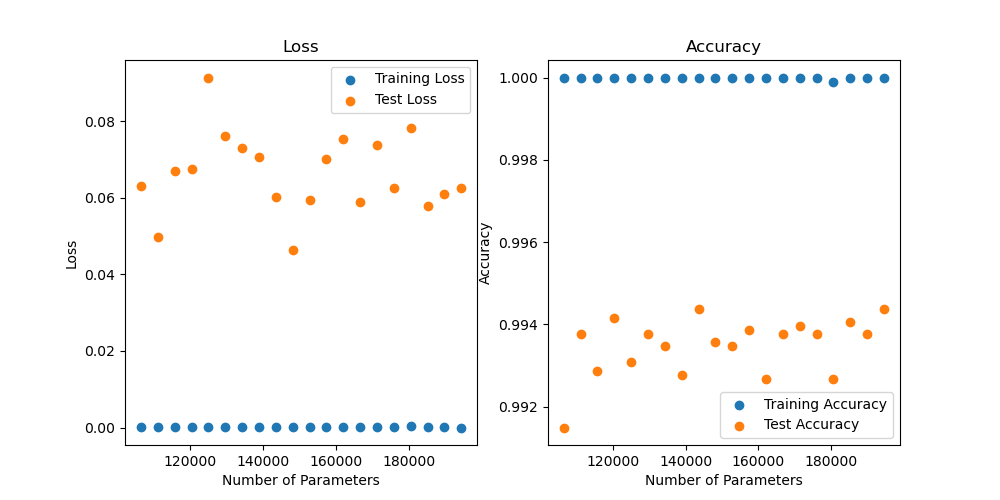 Loss
Training Loss
Test Loss
0.08
0.06
0.04
0.02
0.00
Loss
120000 140000 160000 180000
Number of Parameters
Accuracy
1.000
0.998
0.996
0.994
0.992
Accuracy
Training Accuracy
Test Accuracy
120000 140000 160000 180000
Number of Parameters